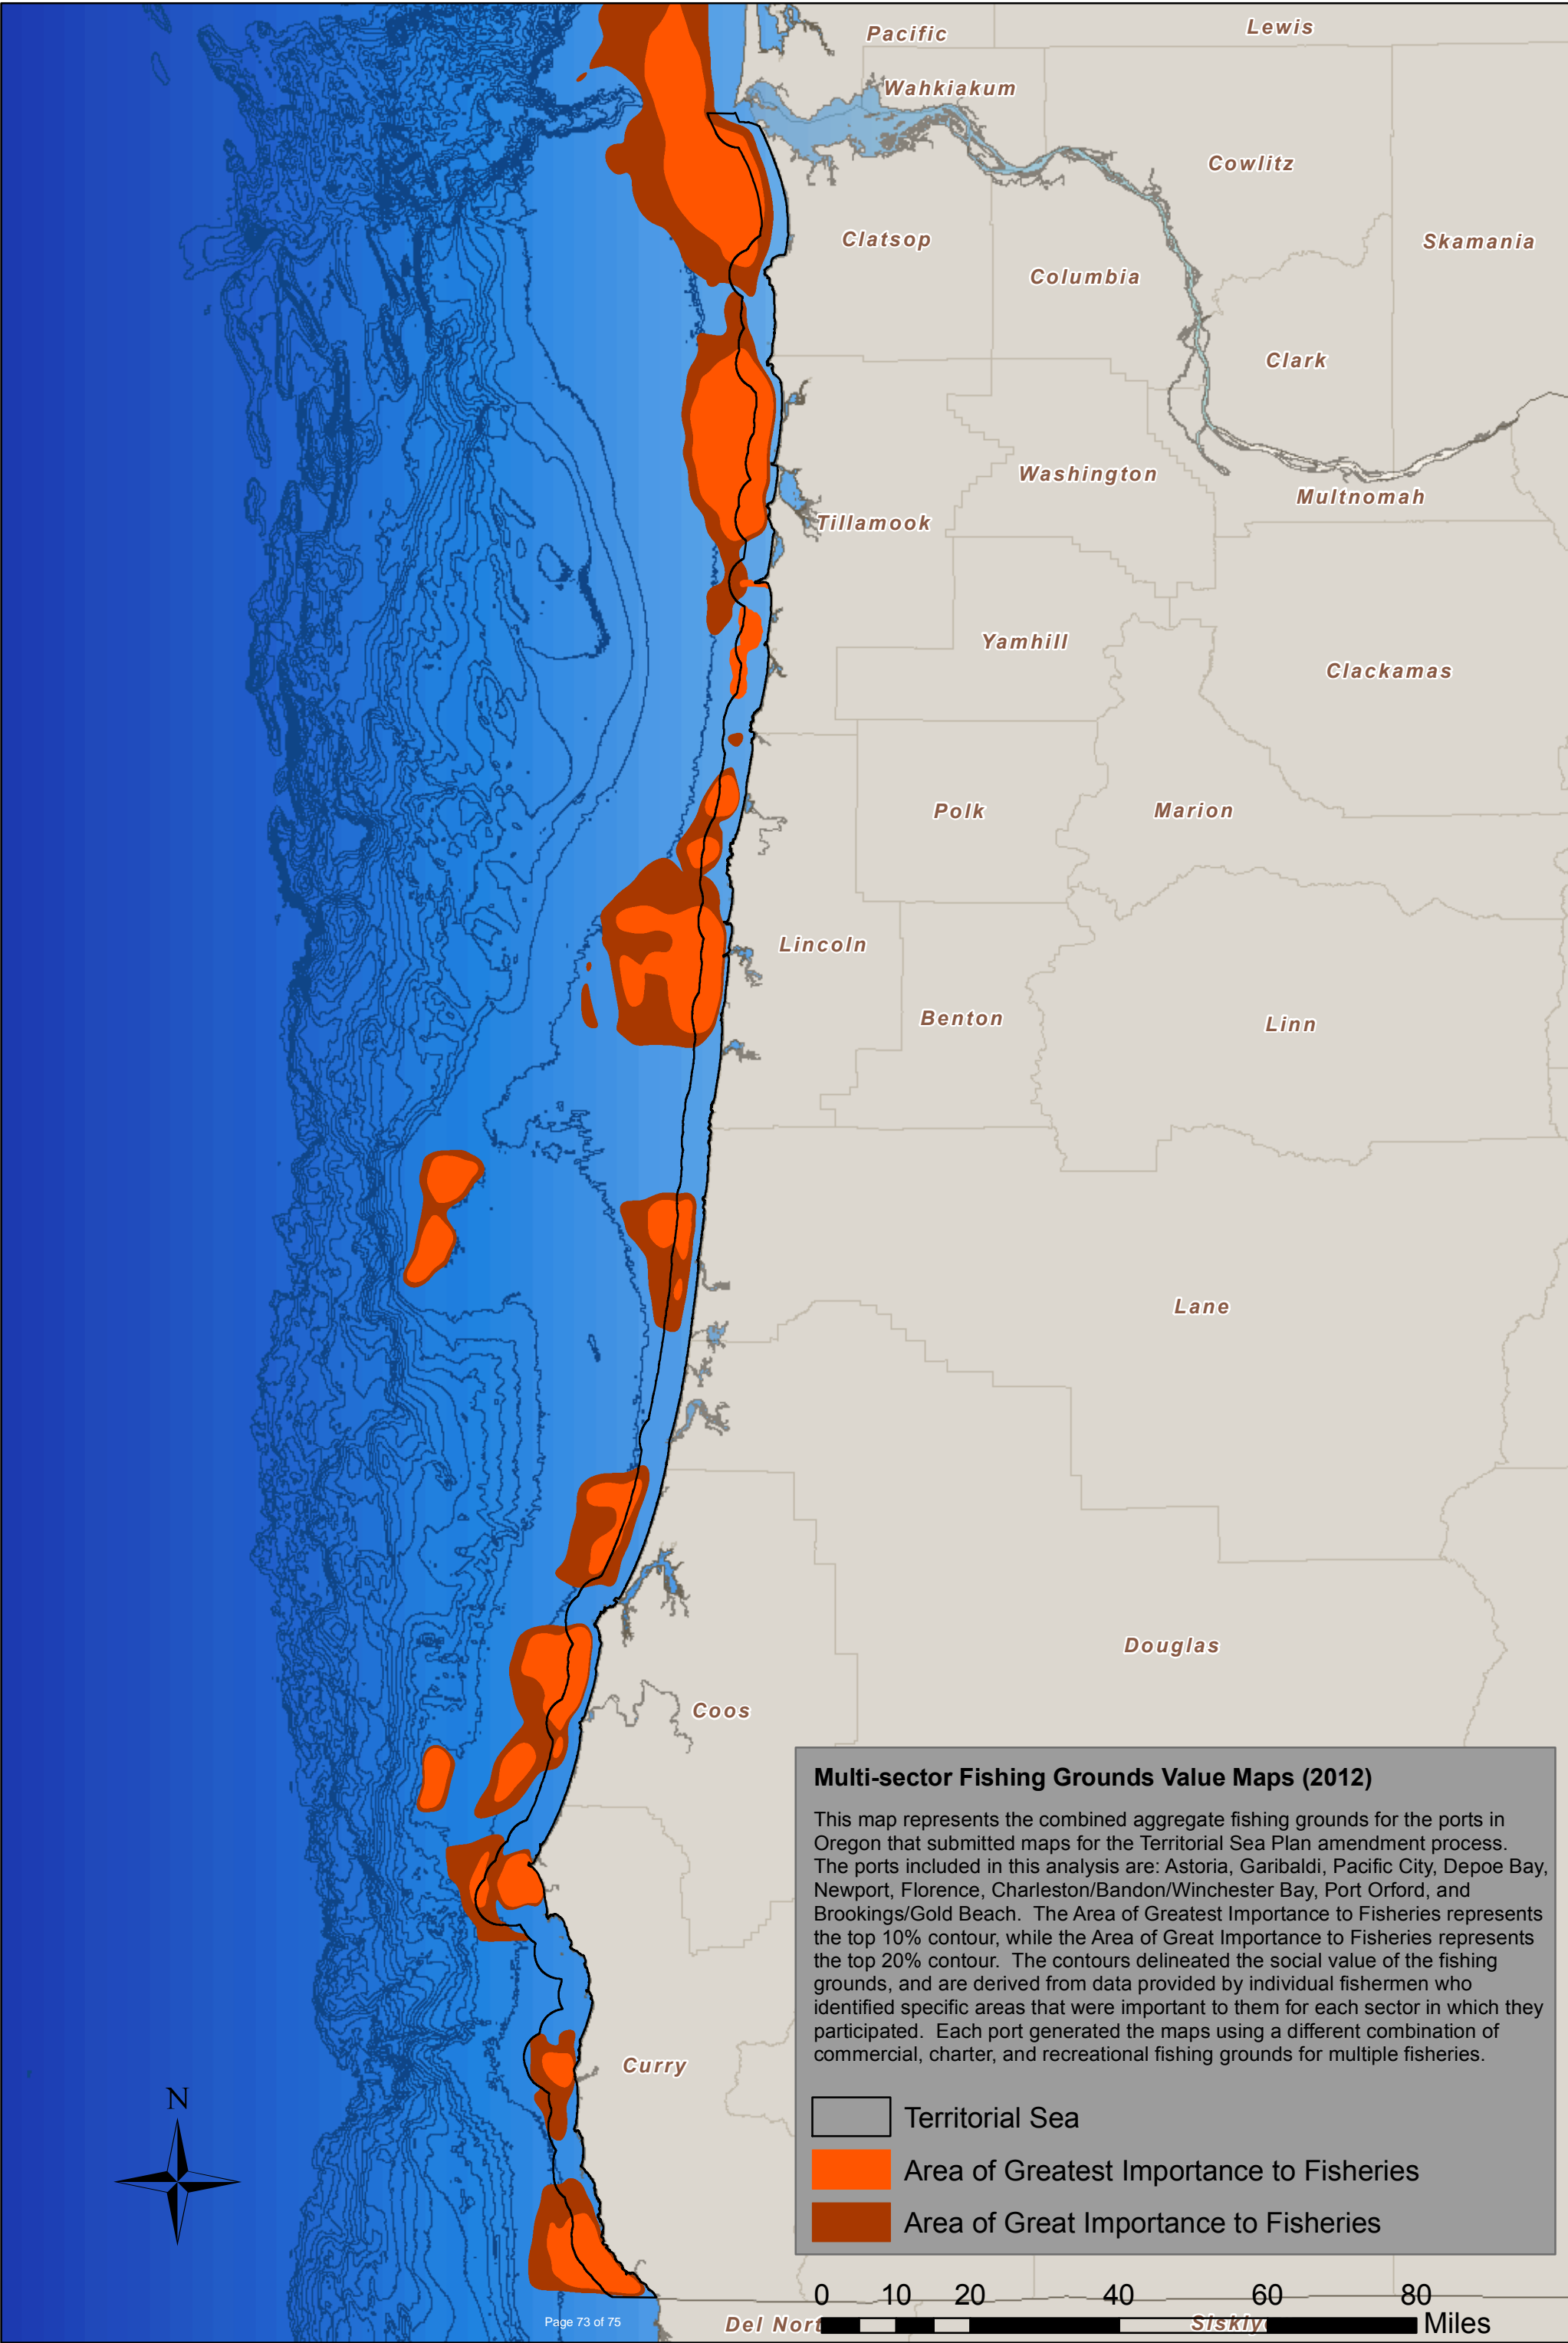 Pacific
Lewis
Wahkiakum
Cowlitz
Clatsop
Skamania
Columbia
Clark
Washington
Multnomah
Tillamook
Yamhill
Clackamas
Polk
Marion
Lincoln
Benton
Linn
Lane
Douglas
Coos
Multi-sector Fishing Grounds Value Maps (2012)
This map represents the combined aggregate fishing grounds for the ports in
Oregon that submitted maps for the Territorial Sea Plan amendment process.
The ports included in this analysis are: Astoria, Garibaldi, Pacific City, Depoe Bay,
Newport, Florence, Charleston/Bandon/Winchester Bay, Port Orford, and
Brookings/Gold Beach. The Area of Greatest Importance to Fisheries represents
the top 10% contour, while the Area of Great Importance to Fisheries represents
the top 20% contour. The contours delineated the social value of the fishing
grounds, and are derived from data provided by individual fishermen who
identified specific areas that were important to them for each sector in which they
participated. Each port generated the maps using a different combination of
commercial, charter, and recreational fishing grounds for multiple fisheries.
Curry
N
Territorial Sea
Area of Greatest Importance to Fisheries
Area of Great Importance to Fisheries
0 10 20 40 60 80
Miles
Page 73 of 75
Del Nort
Siskiy